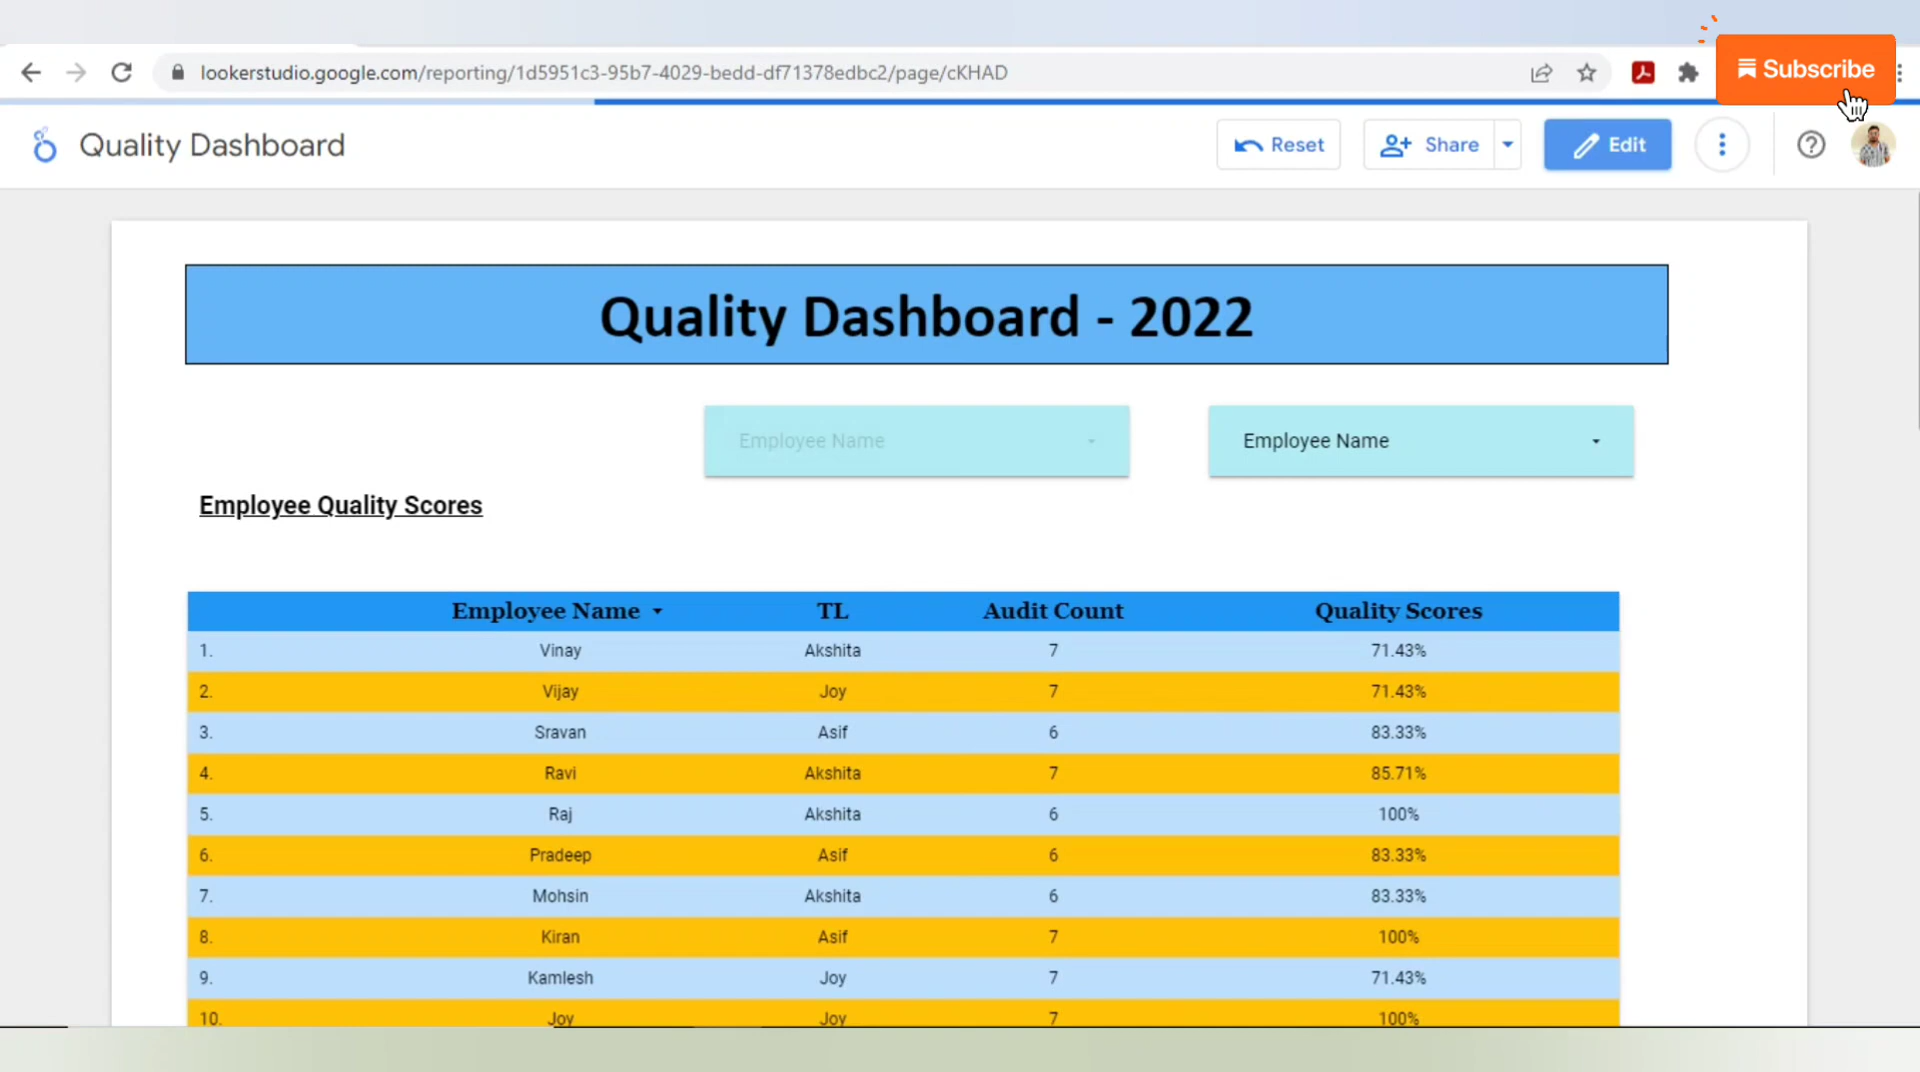 lookerstudio.google.com/reporting/1d5951c3-95b7-4029-bedd-df71378edbc2/page/cKHAD
Subscribe
Quality Dashboard
Reset
Share
Edit
Quality Dashboard - 2022
Employee Name
Employee Name
Employee Quality Scores
Employee Name TL Audit Count Quality Scores
1. Vinay Akshita 7 71.43%
2. Vijay Joy 7 71.43%
3. Sravan Asif 6 83.33%
4. Ravi Akshita 7 85.71%
5. Raj Akshita 6 100%
6. Pradeep Asif 6 83.33%
7. Mohsin Akshita 6 83.33%
8. Kiran Asif 7 100%
9. Kamlesh Joy 7 71.43%
10. Joy Joy 7 100%